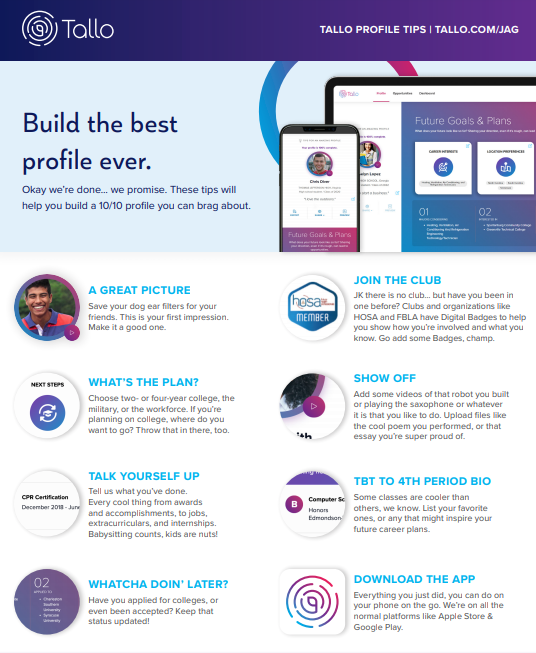 Tallo
TALLO PROFILE TIPS | TALLO.COM/JAG
Build the best
profile ever.
Okay we're done... we promise. These tips will
help you build a 10/10 profile you can brag about.
Tallo
Profile
Opportunities
Dashboard
Future Goals & Plans
CAREER INTERESTS
LOCATION PREFERENCES
01
02
Future Goals & Plans
A GREAT PICTURE
Save your dog ear filters for your
friends. This is your first impression.
Make it a good one.
JOIN THE CLUB
JK there is no club... but have you been in
one before? Clubs and organizations like
HOSA and FBLA have Digital Badges to help
you show how you're involved and what you
know. Go add some Badges, champ.
hosa
MEMBER
NEXT STEPS
WHAT'S THE PLAN?
Choose two- or four-year college, the
military, or the workforce. If you're
planning on college, where do you
want to go? Throw that in there, too.
SHOW OFF
Add some videos of that robot you built
or playing the saxophone or whatever
it is that you like to do. Upload files like
the cool poem you performed, or that
essay you're super proud of.
ith
CPR Certification
December 2018 - June
TALK YOURSELF UP
Tell us what you've done.
Every cool thing from awards
and accomplishments, to jobs,
extracurriculars, and internships.
Babysitting counts, kids are nuts!
B
Computer Sc
Honors
Edmondson-
TBT TO 4TH PERIOD BIO
Some classes are cooler than
others, we know. List your favorite
ones, or any that might inspire your
future career plans.
02
APPLIED TO
Charleston
Southern
University
Syracuse
University
WHATCHA DOIN' LATER?
Have you applied for colleges, or
even been accepted? Keep that
status updated!
DOWNLOAD THE APP
Everything you just did, you can do on
your phone on the go. We're on all the
normal platforms like Apple Store &
Google Play.